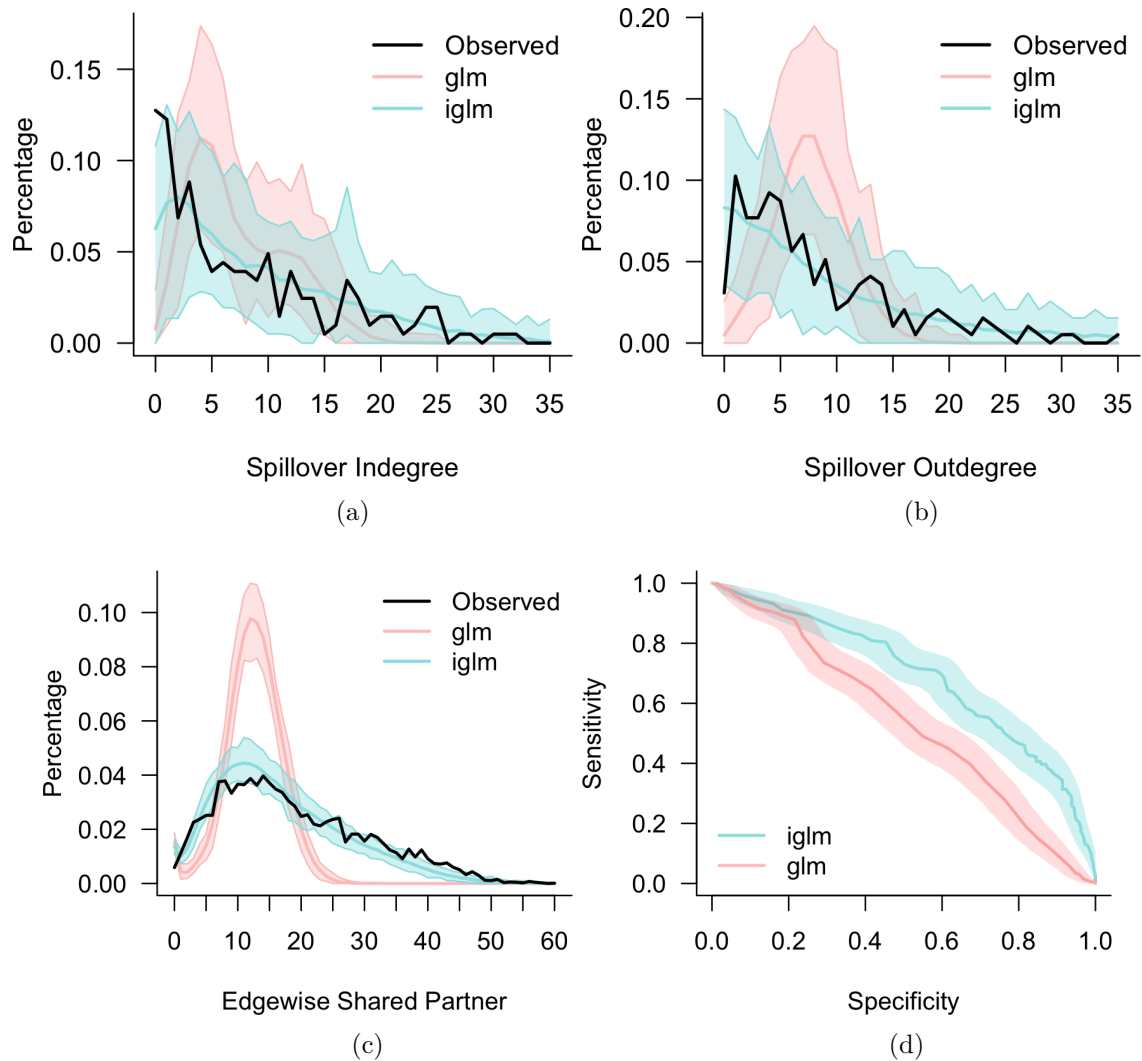 Percentage
0.15
0.10
0.05
0.00
Observed
glm
iglm
0 5 10 15 20 25 30 35
Spillover Indegree
(a)
Percentage
0.20
0.15
0.10
0.05
0.00
Observed
glm
iglm
0 5 10 15 20 25 30 35
Spillover Outdegree
(b)
Percentage
0.10
0.08
0.06
0.04
0.02
0.00
Observed
glm
iglm
0 10 20 30 40 50 60
Edgewise Shared Partner
(c)
Sensitivity
1.0
0.8
0.6
0.4
0.2
0.0
iglm
glm
0.0 0.2 0.4 0.6 0.8 1.0
Specificity
(d)